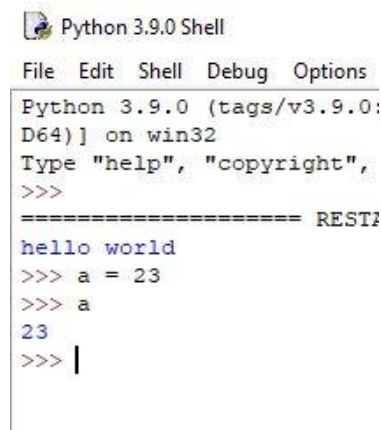 Python 3.9.0 Shell
File Edit Shell Debug Options
Python 3.9.0 (tags/v3.9.0:
D64)] on win32
Type "help", "copyright",
>>>
==================== RESTA
hello world
>>> a = 23
>>> a
23
>>>